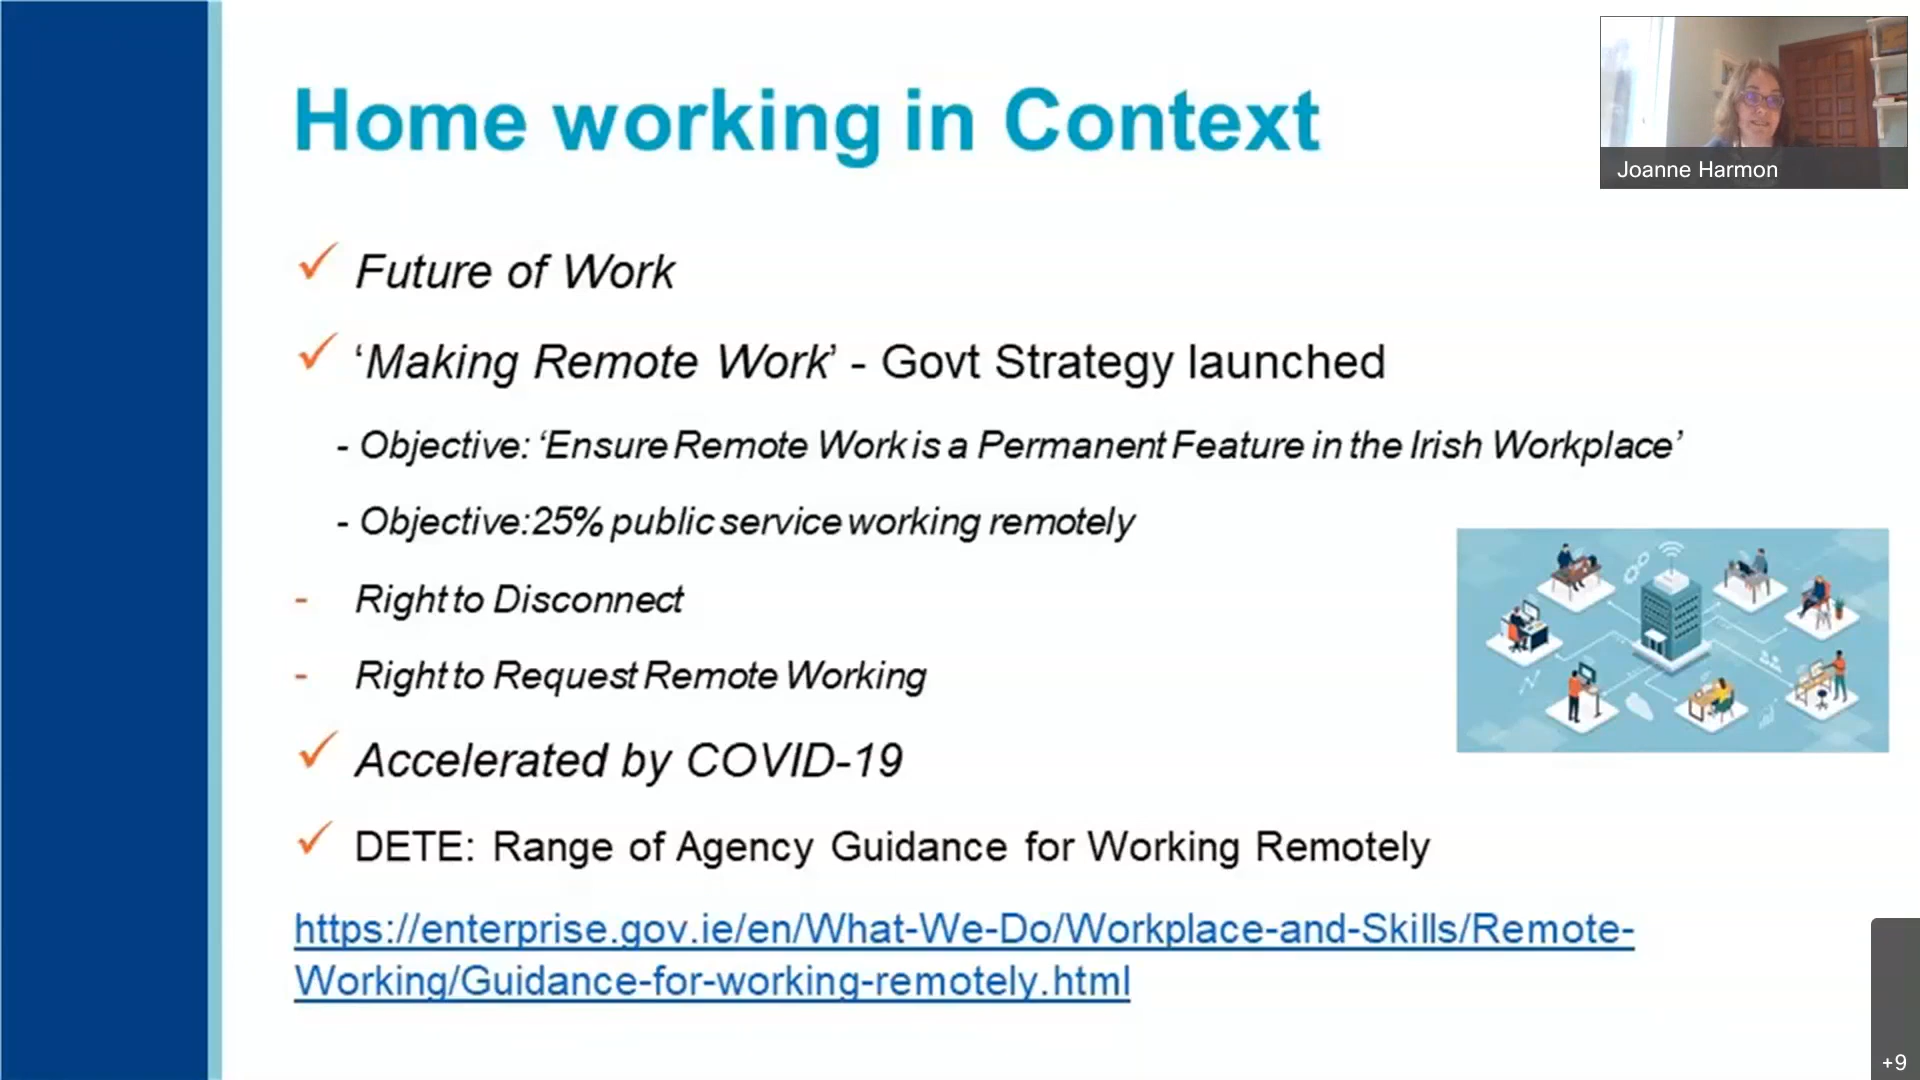 Home working in Context
Joanne Harmon
Future of Work
‘Making Remote Work’ - Govt Strategy launched
- Objective: ‘Ensure Remote Work is a Permanent Feature in the Irish Workplace’
- Objective:25% public service working remotely
- Right to Disconnect
- Right to Request Remote Working
Accelerated by COVID-19
DETE: Range of Agency Guidance for Working Remotely
https://enterprise.gov.ie/en/What-We-Do/Workplace-and-Skills/Remote-
Working/Guidance-for-working-remotely.html
+9